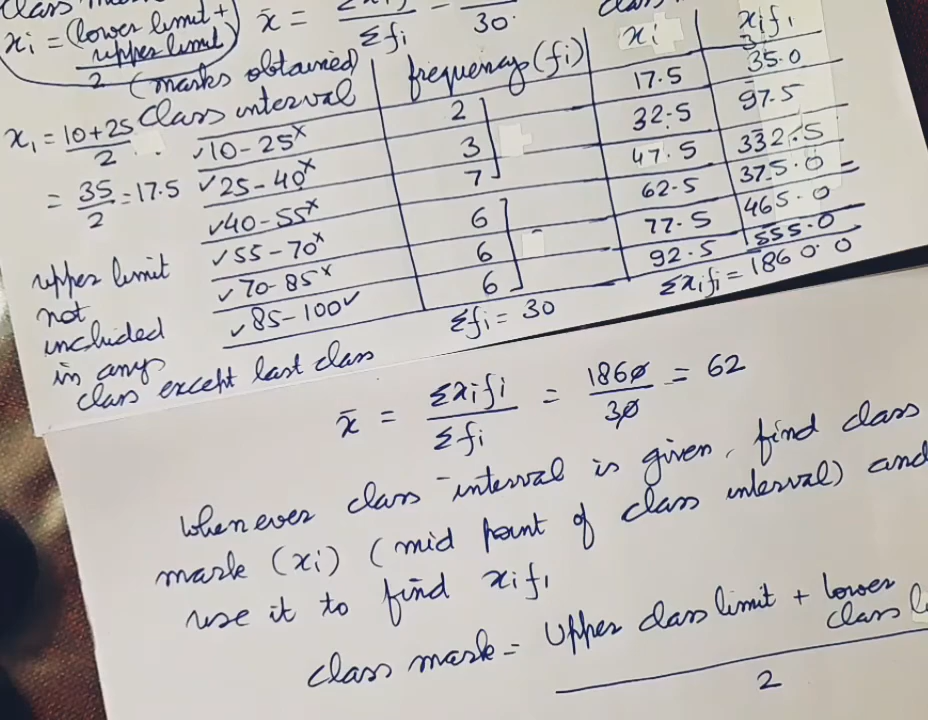 class
xi = (lower limit +
upper limit)
2
x̄ = Σxifi
Σfi
30
(marks obtained)
class interval | frequency (fi) | xi | xifi
10-25 | 2 | 17.5 | 35.0
25-40 | 3 | 32.5 | 97.5
40-55 | 7 | 47.5 | 332.5
55-70 | 6 | 62.5 | 375.0
70-85 | 6 | 77.5 | 465.0
85-100 | 6 | 92.5 | 555.0
Σfi = 30
Σxifi = 1860.0
x1 = 10+25
2
= 35 = 17.5
2
upper limit
not
included
in any
class except last class
x̄ = Σxifi = 1860 = 62
Σfi 30
Whenever class-interval is given, find class
mark (xi) (mid point of class interval) and
use it to find xifi
class mark = Upper class limit + lower
class
2